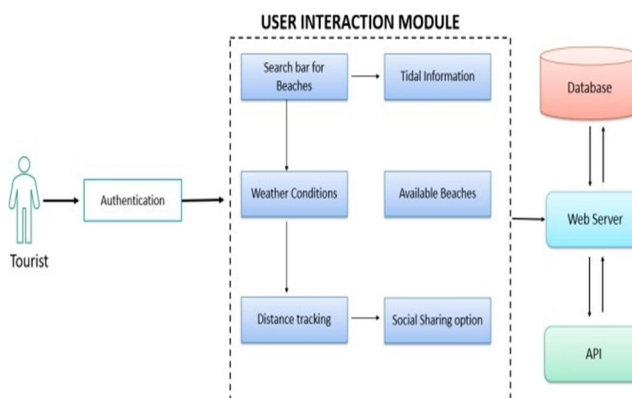 USER INTERACTION MODULE
Search bar for
Beaches
Tidal Information
Database
Authentication
Weather Conditions
Available Beaches
Web Server
Tourist
Distance tracking
Social Sharing option
API